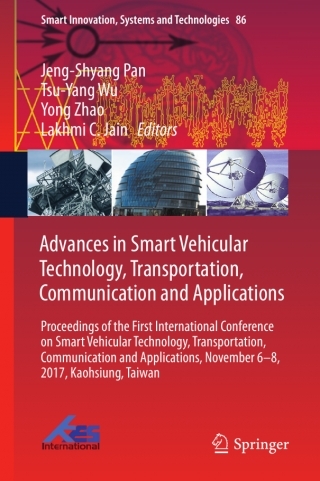 Smart Innovation, Systems and Technologies 86
Jeng-Shyang Pan
Tsu-Yang Wu
Yong Zhao
Lakhmi C. Jain Editors
Advances in Smart Vehicular
Technology, Transportation,
Communication and Applications
Proceedings of the First International Conference
on Smart Vehicular Technology, Transportation,
Communication and Applications, November 6–8,
2017, Kaohsiung, Taiwan
KES
International
Springer